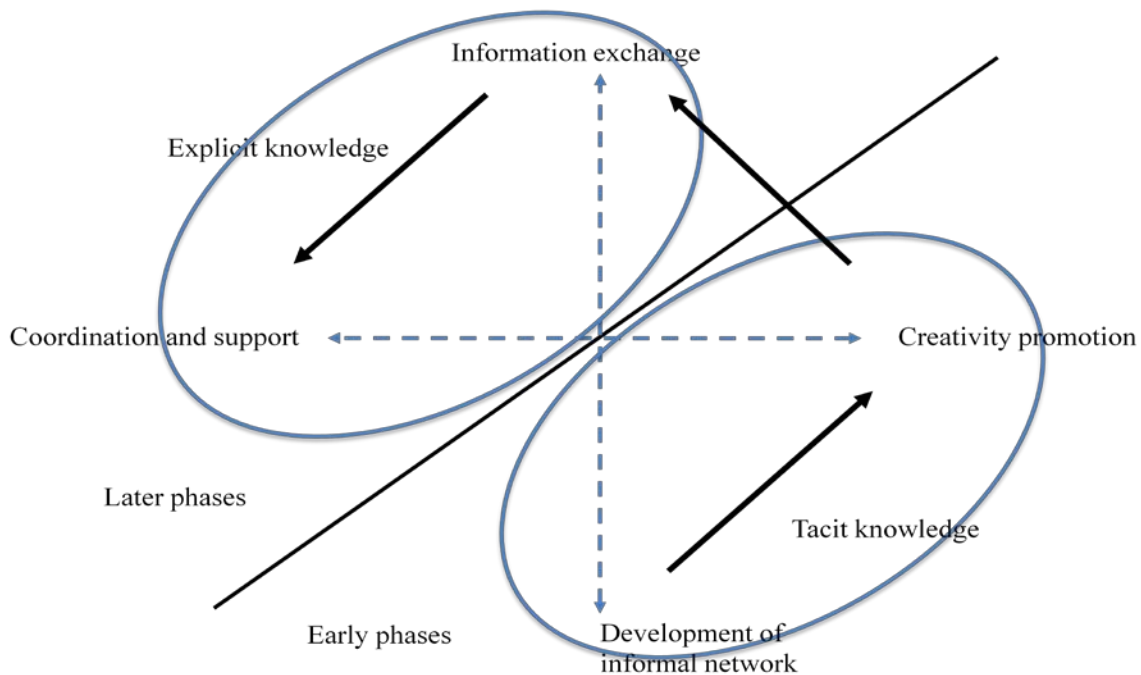 Information exchange
Explicit knowledge
Coordination and support
Creativity promotion
Later phases
Tacit knowledge
Early phases
Development of
informal network